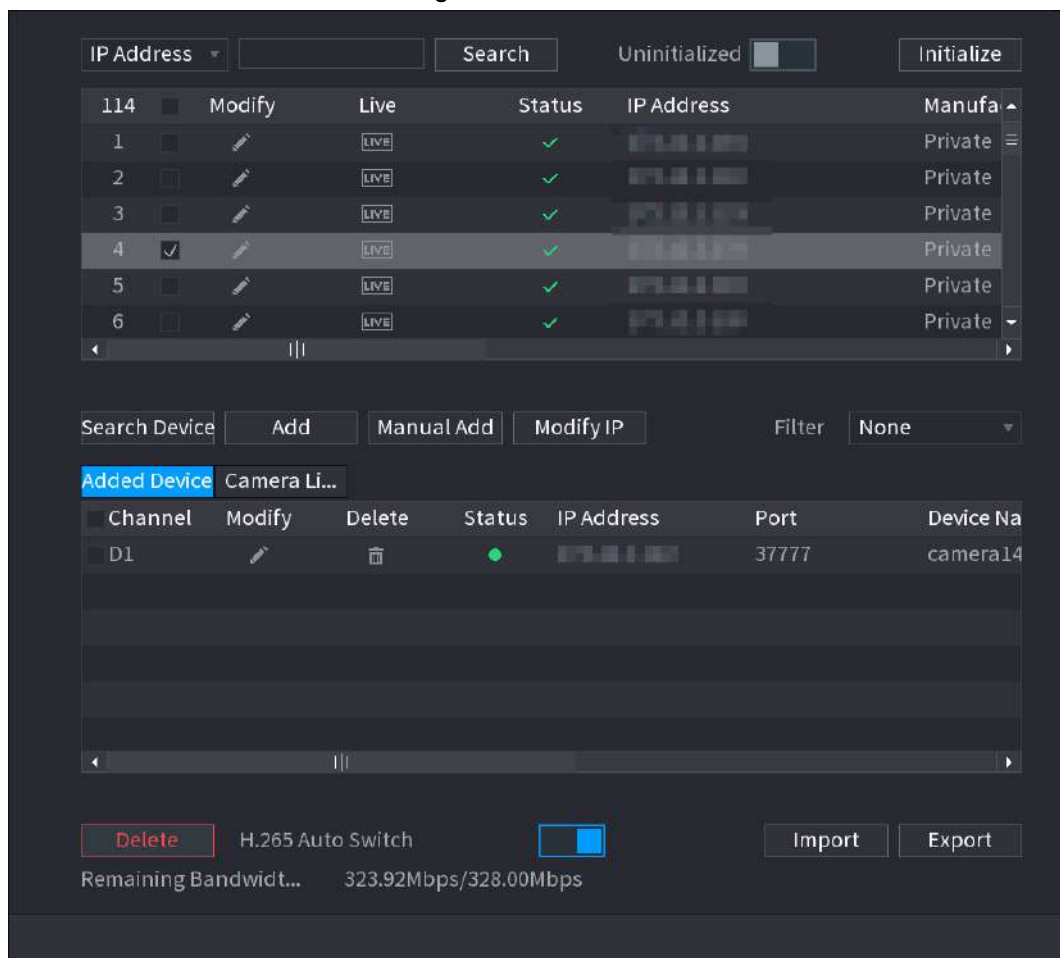 IP Address Search Uninitialized Initialize
114 Modify Live Status IP Address Manufa
1 LIVE Private
2 LIVE Private
3 LIVE Private
4 LIVE Private
5 LIVE Private
6 LIVE Private
Search Device Add Manual Add Modify IP Filter None
Added Device Camera Li...
Channel Modify Delete Status IP Address Port Device Na
D1 37777 camera14
Delete H.265 Auto Switch Import Export
Remaining Bandwidt... 323.92Mbps/328.00Mbps